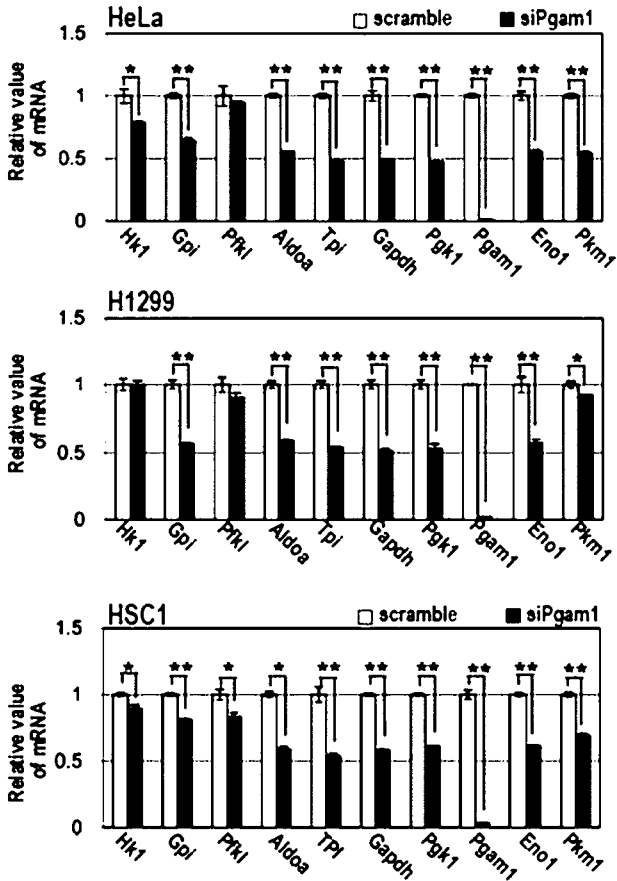 HeLa
scramble siPgam1
Relative value of mRNA
1.5
1
0.5
0
* ** ** ** ** ** ** ** **
Hk1 Gpi Pfkl Aldoa Tpi Gapdh Pgk1 Pgam1 Eno1 Pkm1
H1299
Relative value of mRNA
1.5
1
0.5
0
** ** ** ** ** ** ** *
Hk1 Gpi Pfkl Aldoa Tpi Gapdh Pgk1 Pgam1 Eno1 Pkm1
HSC1
scramble siPgam1
Relative value of mRNA
1.5
1
0.5
0
* ** * * ** ** ** ** ** **
Hk1 Gpi Pfkl Aldoa TPI Gapdh Pgk1 Pgam1 Eno1 Pkm1